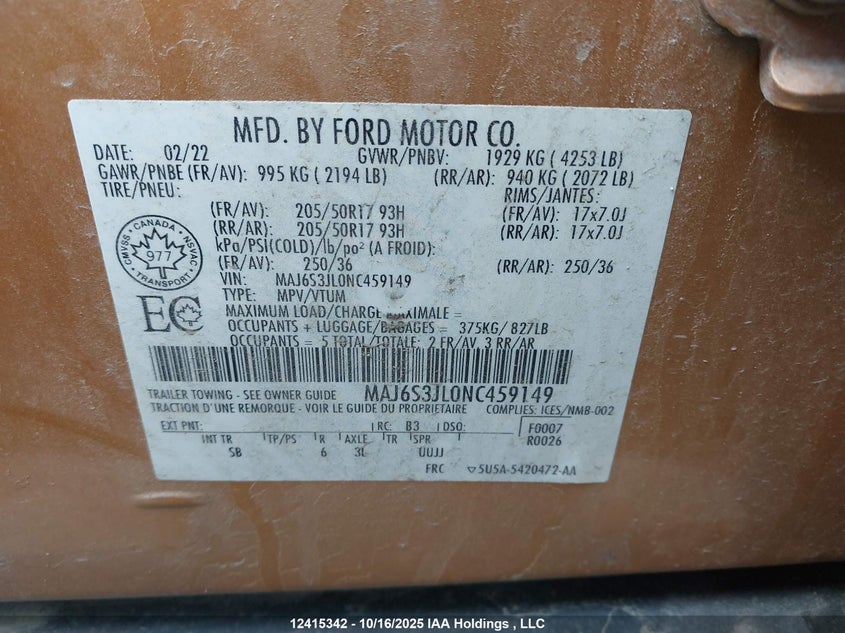 MFD. BY FORD MOTOR CO.
DATE: 02/22 GVWR/PNBV: 1929 KG ( 4253 LB)
GAWR/PNBE (FR/AV): 995 KG ( 2194 LB) (RR/AR): 940 KG ( 2072 LB)
TIRE/PNEU: RIMS/JANTES:
(FR/AV): 205/50R17 93H (FR/AV): 17x7.0J
(RR/AR): 205/50R17 93H (RR/AR): 17x7.0J
kPa/PSI(COLD)/lb/po² (A FROID):
(FR/AV): 250/36 (RR/AR): 250/36
CANADA
CMVSS NSVAC
977
TRANSPORT
VIN: MAJ6S3JL0NC459149
TYPE: MPV/VTUM
EC
MAXIMUM LOAD/CHARGE MAXIMALE =
OCCUPANTS + LUGGAGE/BAGAGES = 375KG/ 827LB
OCCUPANTS = 5 TOTAL/TOTALE: 2 FR/AV, 3 RR/AR
TRAILER TOWING - SEE OWNER GUIDE MAJ6S3JL0NC459149
TRACTION D'UNE REMORQUE - VOIR LE GUIDE DU PROPRIETAIRE COMPLIES: ICES/NMB-002
EXT PNT: RC: B3 DSO: F0007
R0026
INT TR TP/PS R AXLE TR SPR
SB 6 3L UUJJ
FRC 5U5A-5420472-AA
12415342 - 10/16/2025 IAA Holdings , LLC